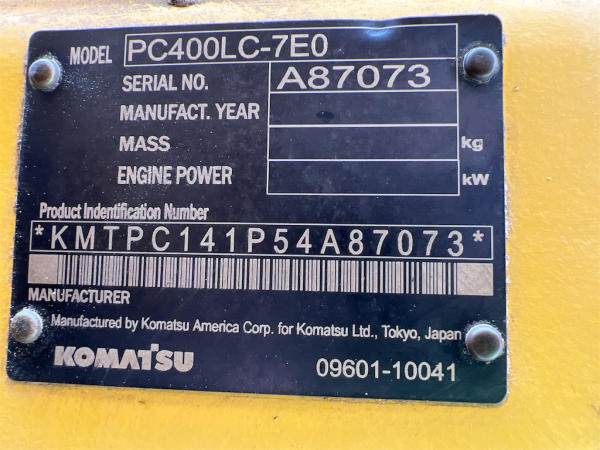 MODEL PC400LC-7E0
SERIAL NO. A87073
MANUFACT. YEAR
MASS kg
ENGINE POWER kW
Product Indentification Number
*KMTPC141P54A87073*
MANUFACTURER
Manufactured by Komatsu America Corp. for Komatsu Ltd., Tokyo, Japan
KOMATSU 09601-10041